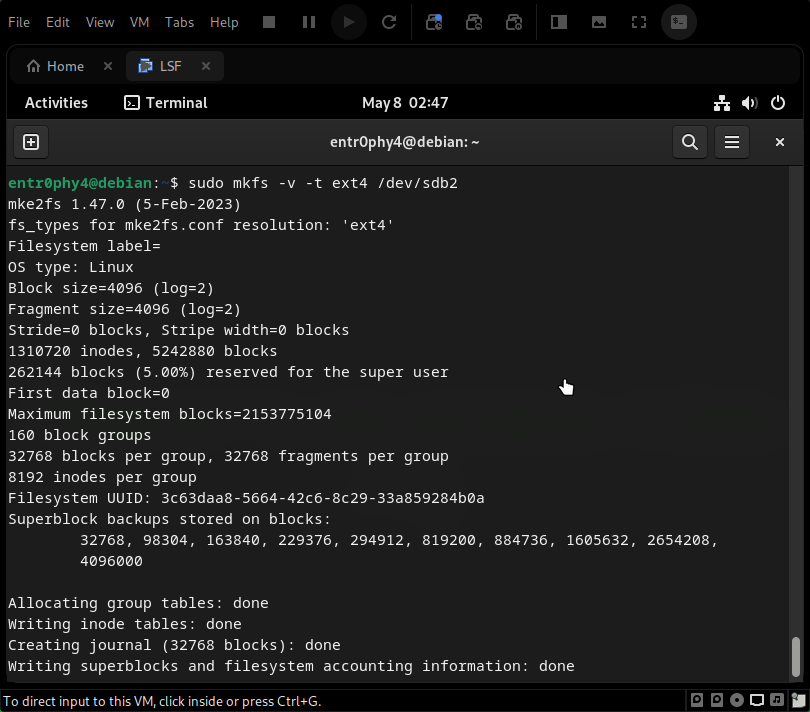 File Edit View VM Tabs Help
Home × LSF ×
Activities Terminal May 8 02:47
entr0phy4@debian: ~
entr0phy4@debian:~$ sudo mkfs -v -t ext4 /dev/sdb2
mke2fs 1.47.0 (5-Feb-2023)
fs_types for mke2fs.conf resolution: 'ext4'
Filesystem label=
OS type: Linux
Block size=4096 (log=2)
Fragment size=4096 (log=2)
Stride=0 blocks, Stripe width=0 blocks
1310720 inodes, 5242880 blocks
262144 blocks (5.00%) reserved for the super user
First data block=0
Maximum filesystem blocks=2153775104
160 block groups
32768 blocks per group, 32768 fragments per group
8192 inodes per group
Filesystem UUID: 3c63daa8-5664-42c6-8c29-33a859284b0a
Superblock backups stored on blocks:
32768, 98304, 163840, 229376, 294912, 819200, 884736, 1605632, 2654208,
4096000
Allocating group tables: done
Writing inode tables: done
Creating journal (32768 blocks): done
Writing superblocks and filesystem accounting information: done
To direct input to this VM, click inside or press Ctrl+G.